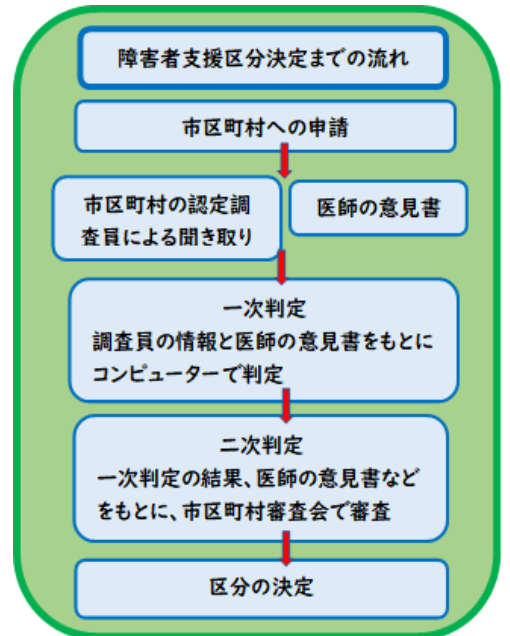 障害者支援区分決定までの流れ
市区町村への申請
市区町村の認定調
査員による聞き取り
医師の意見書
一次判定
調査員の情報と医師の意見書をもとに
コンピューターで判定
二次判定
一次判定の結果、医師の意見書など
をもとに、市区町村審査会で審査
区分の決定